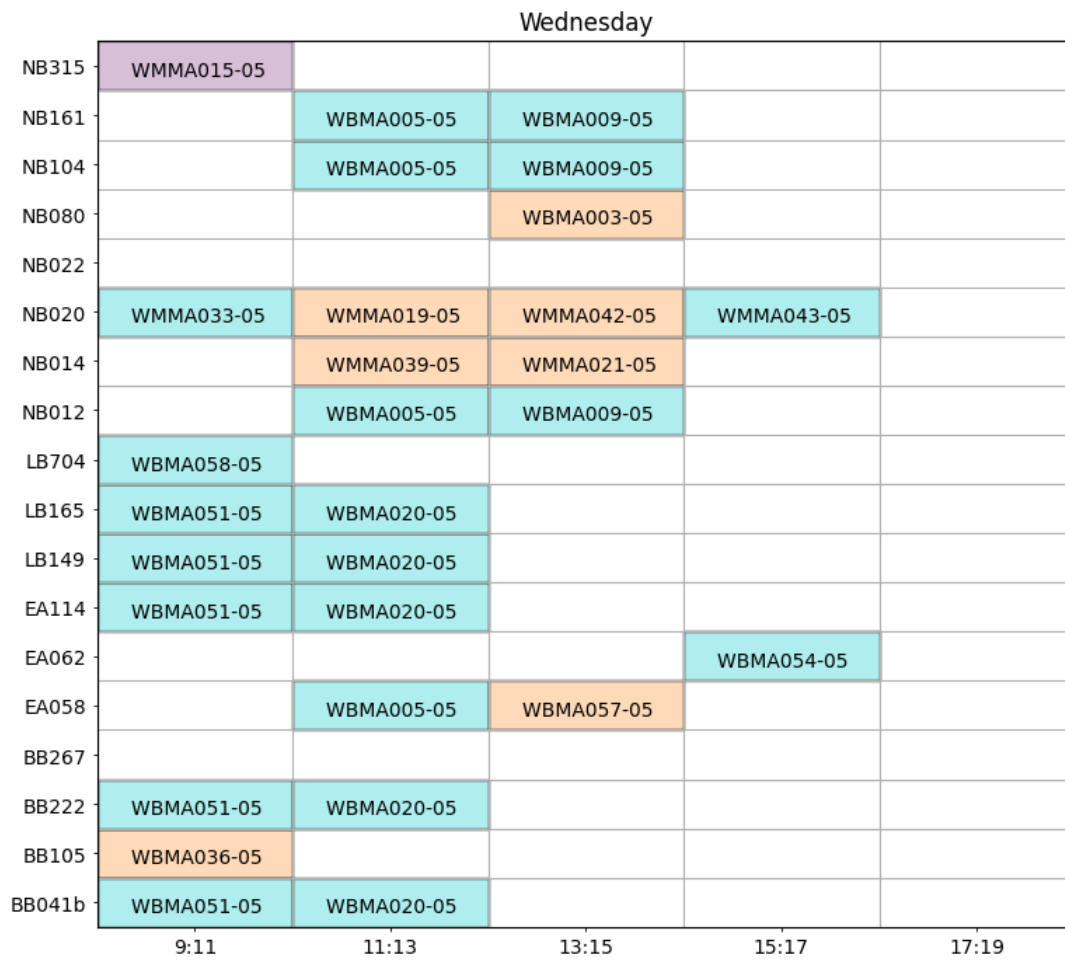 Wednesday
NB315 WMMA015-05
NB161 WBMA005-05 WBMA009-05
NB104 WBMA005-05 WBMA009-05
NB080 WBMA003-05
NB022
NB020 WMMA033-05 WMMA019-05 WMMA042-05 WMMA043-05
NB014 WMMA039-05 WMMA021-05
NB012 WBMA005-05 WBMA009-05
LB704 WBMA058-05
LB165 WBMA051-05 WBMA020-05
LB149 WBMA051-05 WBMA020-05
EA114 WBMA051-05 WBMA020-05
EA062 WBMA054-05
EA058 WBMA005-05 WBMA057-05
BB267
BB222 WBMA051-05 WBMA020-05
BB105 WBMA036-05
BB041b WBMA051-05 WBMA020-05
9:11 11:13 13:15 15:17 17:19